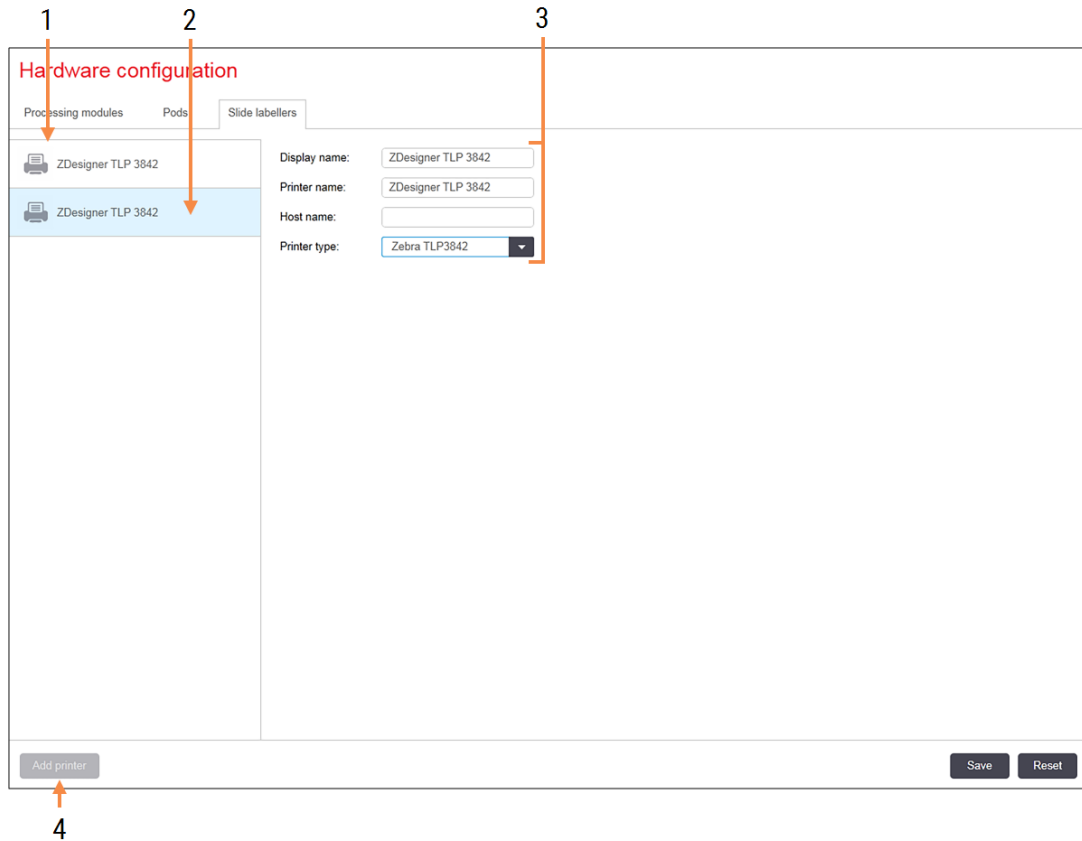 1 2 3
Hardware configuration
Processing modules Pods Slide labellers
ZDesigner TLP 3842
ZDesigner TLP 3842
Display name: ZDesigner TLP 3842
Printer name: ZDesigner TLP 3842
Host name:
Printer type: Zebra TLP3842
Add printer Save Reset
4